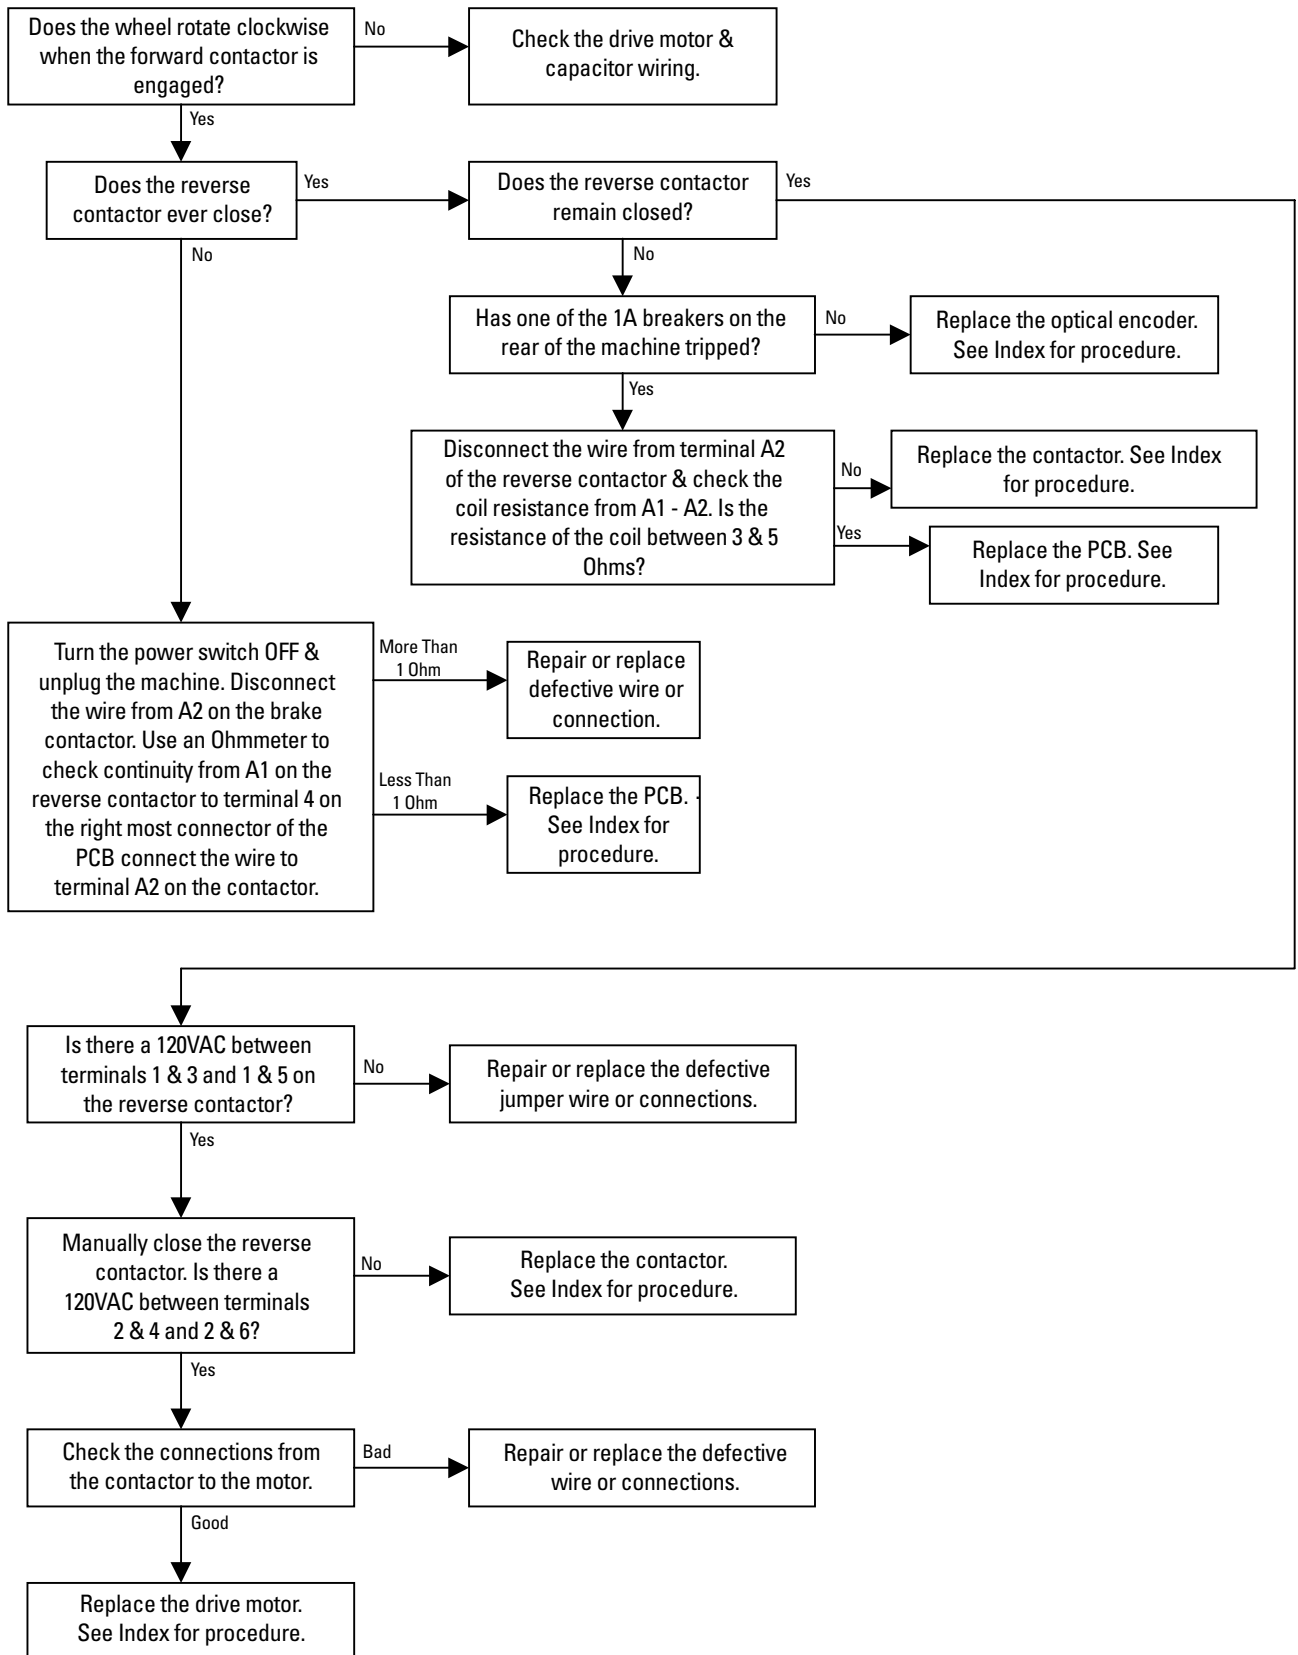 Does the wheel rotate clockwise
when the forward contactor is
engaged?
No
Check the drive motor &
capacitor wiring.
Yes
Does the reverse
contactor ever close?
Yes
Does the reverse contactor
remain closed?
Yes
No
No
Has one of the 1A breakers on the
rear of the machine tripped?
No
Replace the optical encoder.
See Index for procedure.
Yes
Disconnect the wire from terminal A2
of the reverse contactor & check the
coil resistance from A1 - A2. Is the
resistance of the coil between 3 & 5
Ohms?
No
Replace the contactor. See Index
for procedure.
Yes
Replace the PCB. See
Index for procedure.
Turn the power switch OFF &
unplug the machine. Disconnect
the wire from A2 on the brake
contactor. Use an Ohmmeter to
check continuity from A1 on the
reverse contactor to terminal 4 on
the right most connector of the
PCB connect the wire to
terminal A2 on the contactor.
More Than
1 Ohm
Repair or replace
defective wire or
connection.
Less Than
1 Ohm
Replace the PCB. -
See Index for
procedure.
Is there a 120VAC between
terminals 1 & 3 and 1 & 5 on
the reverse contactor?
No
Repair or replace the defective
jumper wire or connections.
Yes
Manually close the reverse
contactor. Is there a
120VAC between terminals
2 & 4 and 2 & 6?
No
Replace the contactor.
See Index for procedure.
Yes
Check the connections from
the contactor to the motor.
Bad
Repair or replace the defective
wire or connections.
Good
Replace the drive motor.
See Index for procedure.